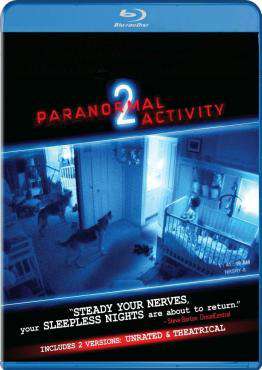 Blu-ray Disc
2
PARANORMAL ACTIVITY
"STEADY YOUR NERVES,
your SLEEPLESS NIGHTS are about to return."
INCLUDES 2 VERSIONS: UNRATED & THEATRICAL